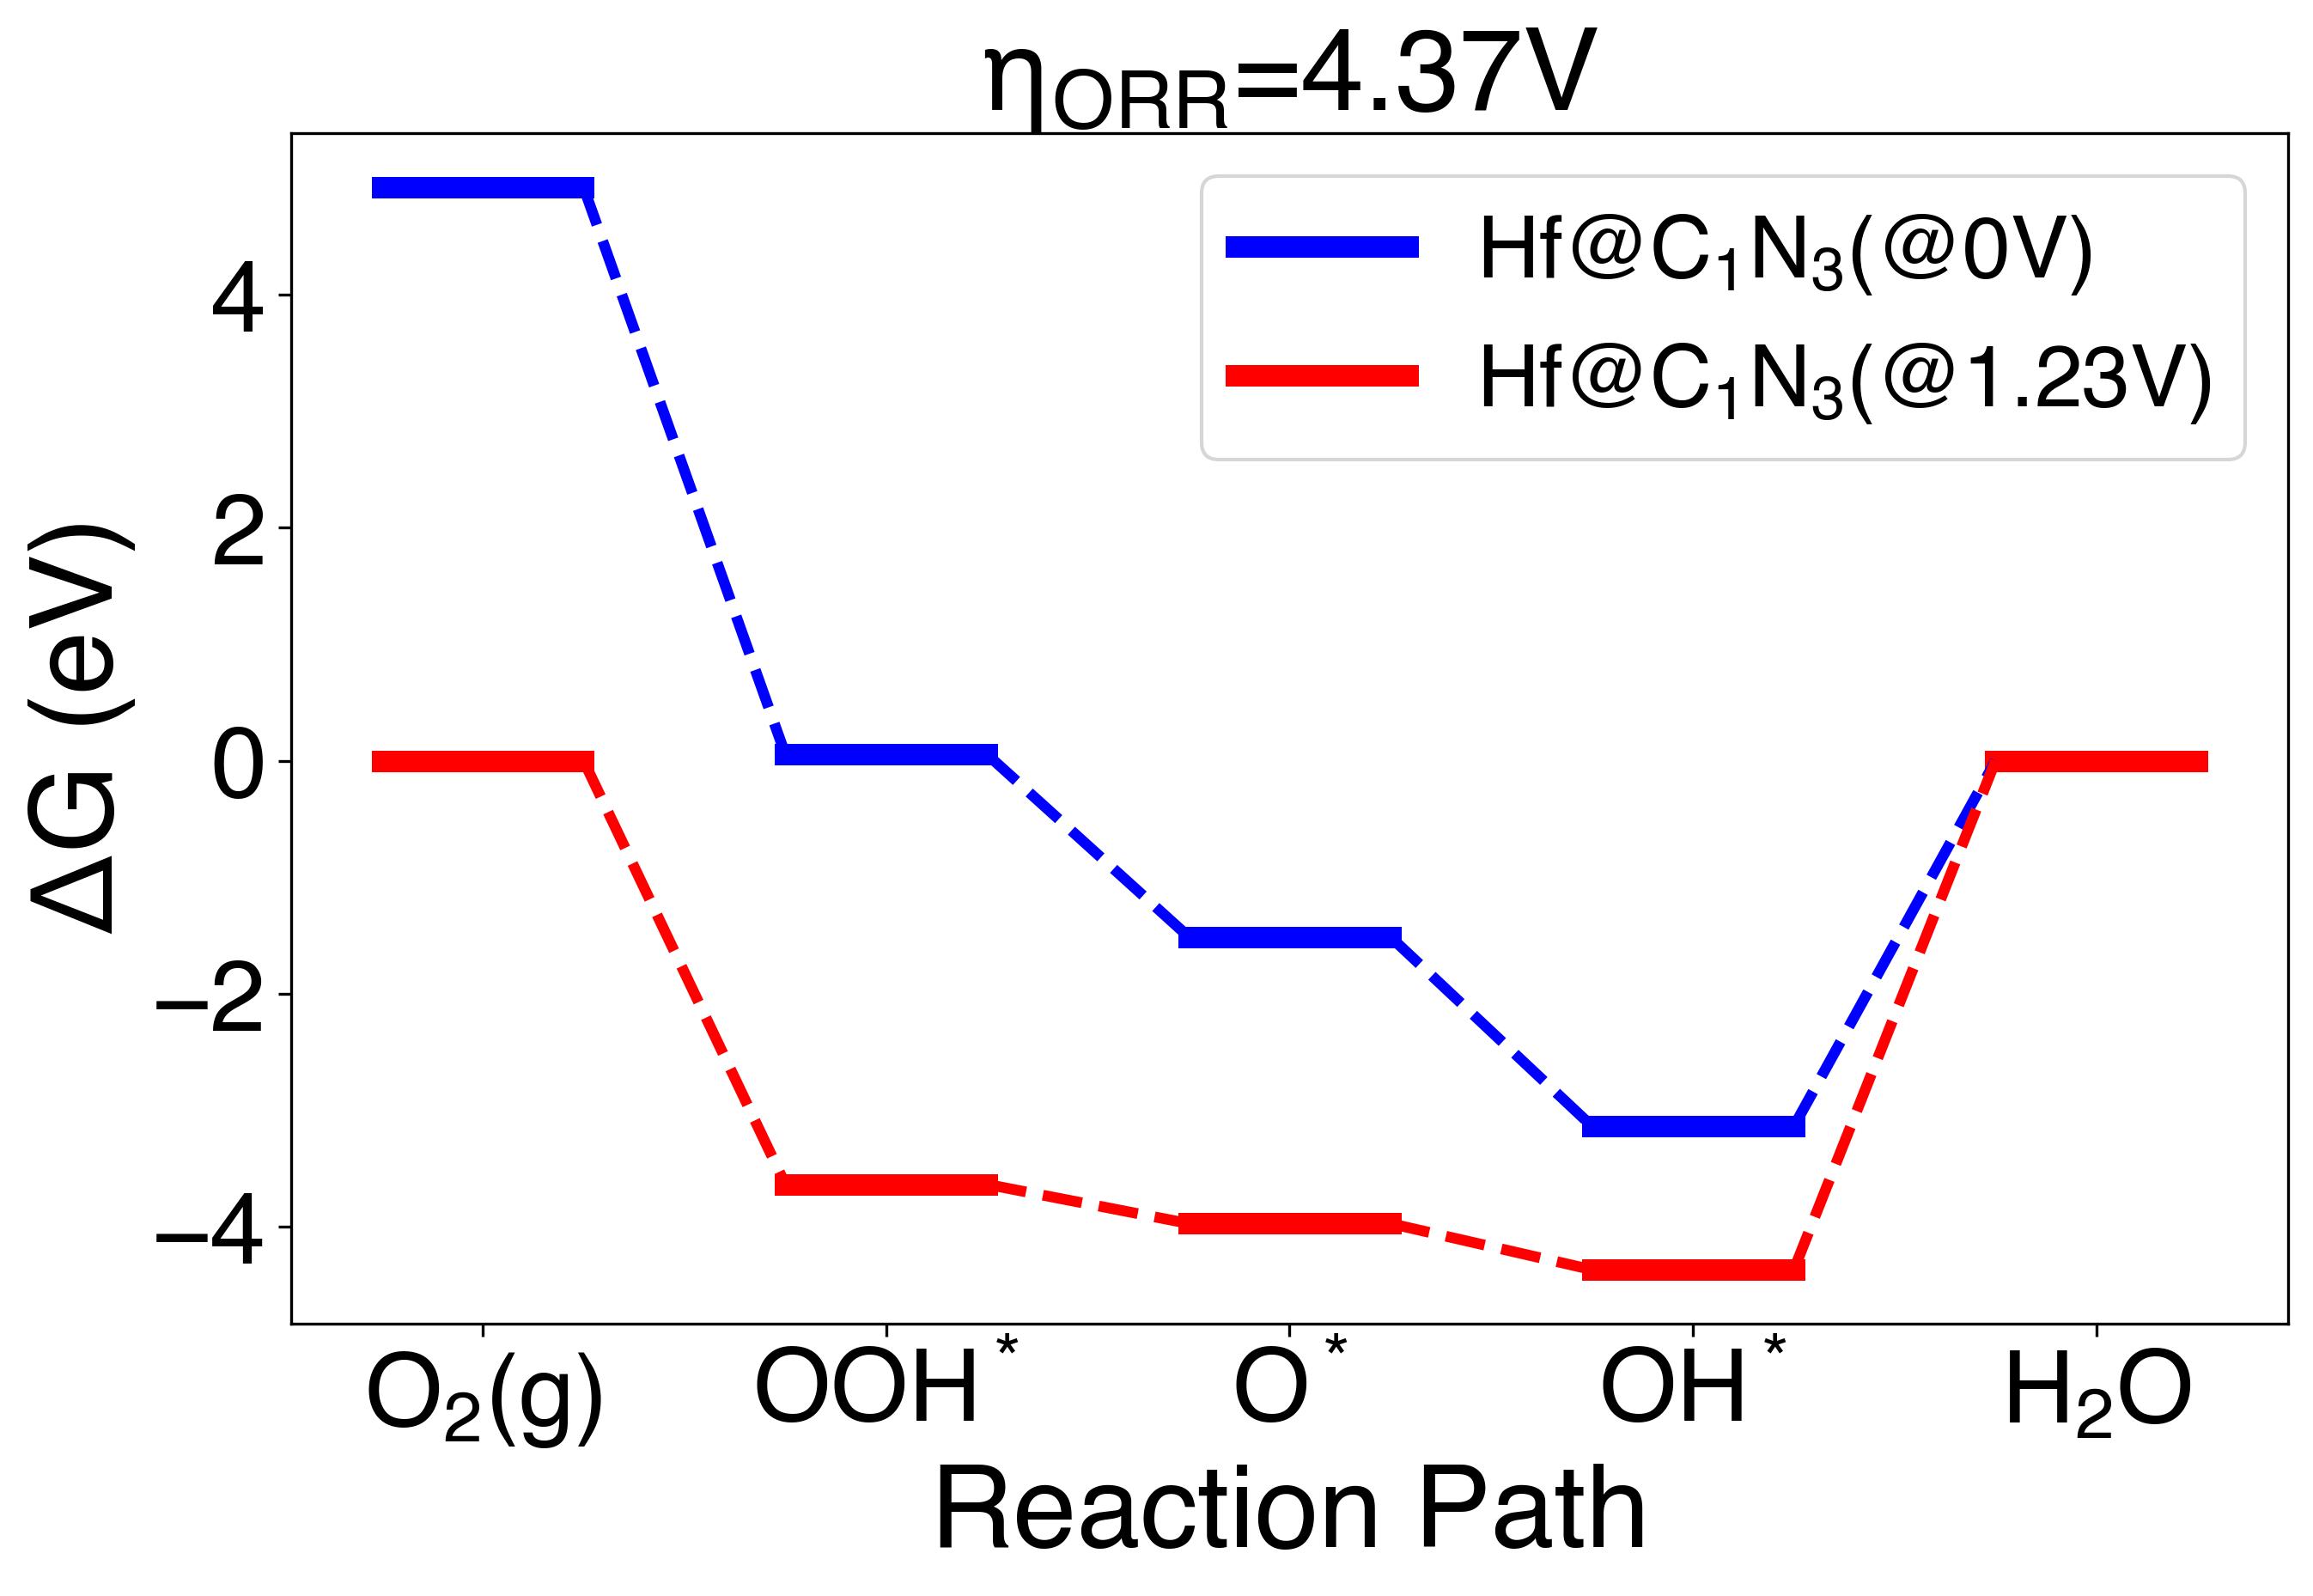 η_ORR=4.37V
Hf@C₁N₃(@0V)
Hf@C₁N₃(@1.23V)
ΔG (eV)
4
2
0
−2
−4
O₂(g) OOH* O* OH* H₂O
Reaction Path